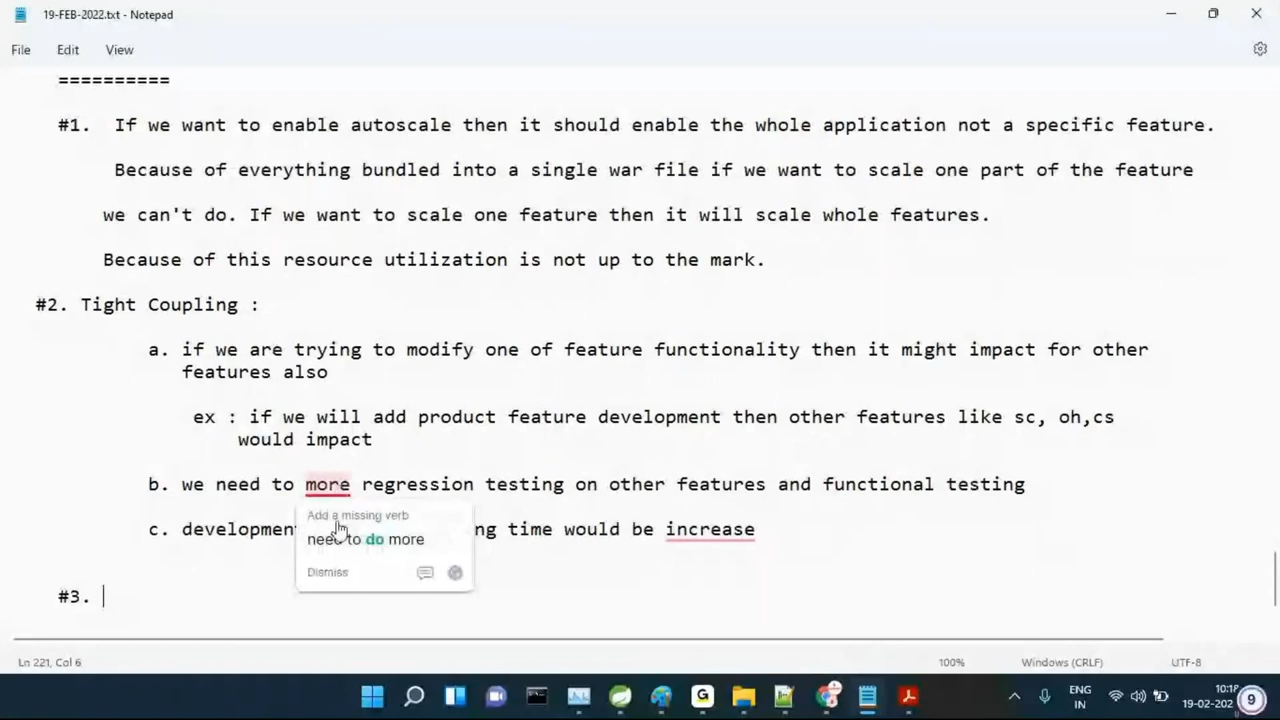 19-FEB-2022.txt - Notepad
File Edit View
==========
#1. If we want to enable autoscale then it should enable the whole application not a specific feature.
Because of everything bundled into a single war file if we want to scale one part of the feature
we can't do. If we want to scale one feature then it will scale whole features.
Because of this resource utilization is not up to the mark.
#2. Tight Coupling :
a. if we are trying to modify one of feature functionality then it might impact for other
features also
ex : if we will add product feature development then other features like sc, oh,cs
would impact
b. we need to more regression testing on other features and functional testing
Add a missing verb
c. development ng time would be increase
need to do more
Dismiss
#3.
Ln 221, Col 6 100% Windows (CRLF) UTF-8
ENG 10:18
IN 19-02-202 9